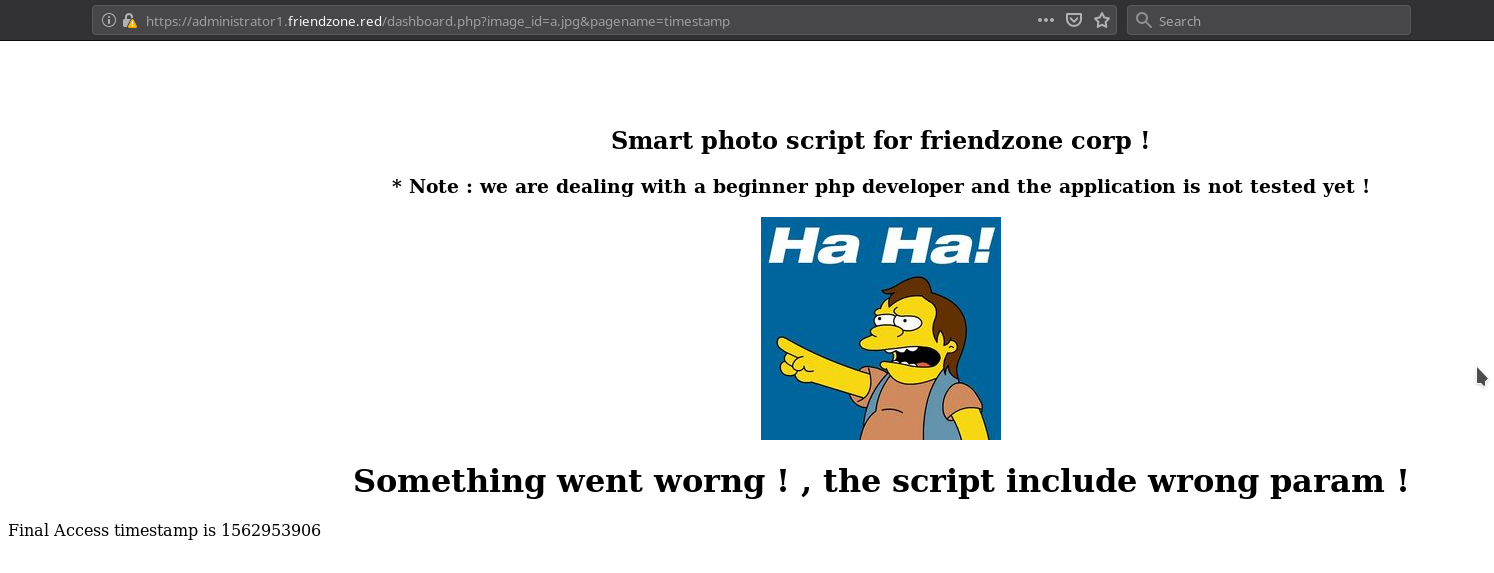 https://administrator1.friendzone.red/dashboard.php?image_id=a.jpg&pagename=timestamp
Search
Smart photo script for friendzone corp !
* Note : we are dealing with a beginner php developer and the application is not tested yet !
Ha Ha!
Something went worng ! , the script include wrong param !
Final Access timestamp is 1562953906